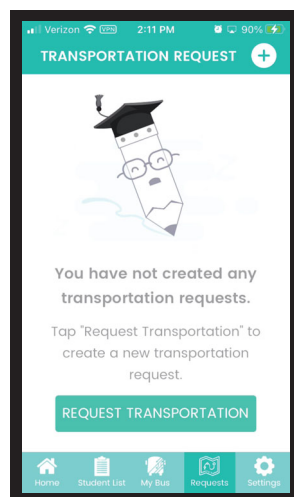 Verizon VPN 2:11 PM 90%
TRANSPORTATION REQUEST
You have not created any
transportation requests.
Tap "Request Transportation" to
create a new transportation
request.
REQUEST TRANSPORTATION
Home Student List My Bus Requests Settings